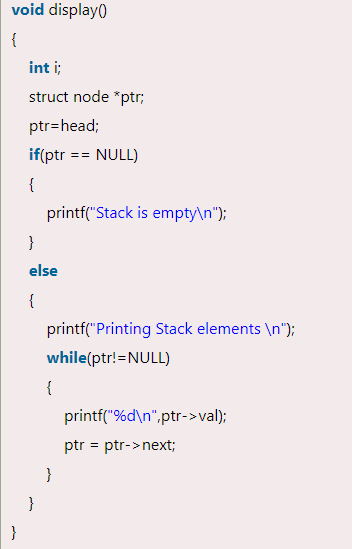 void display()
{
int i;
struct node *ptr;
ptr=head;
if(ptr == NULL)
{
printf("Stack is empty\n");
}
else
{
printf("Printing Stack elements \n");
while(ptr!=NULL)
{
printf("%d\n",ptr->val);
ptr = ptr->next;
}
}
}